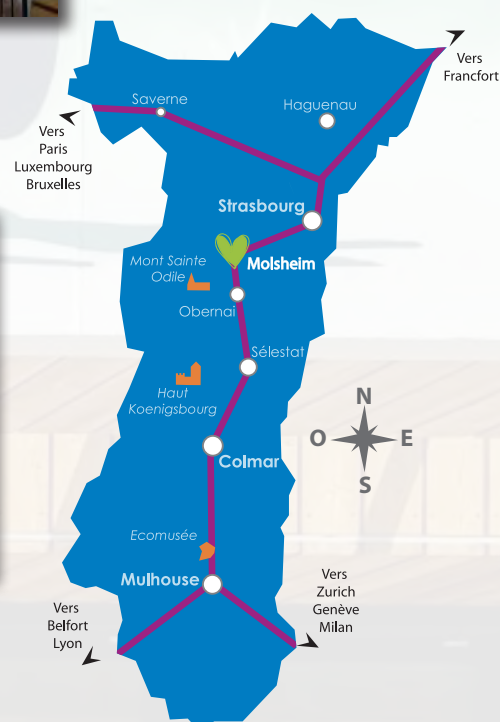 Vers
Francfort
Saverne
Haguenau
Vers
Paris
Luxembourg
Bruxelles
Strasbourg
Mont Sainte
Odile
Molsheim
Obernai
Sélestat
Haut
Koenigsbourg
N
O
E
S
Colmar
Ecomusée
Mulhouse
Vers
Belfort
Lyon
Vers
Zurich
Genève
Milan